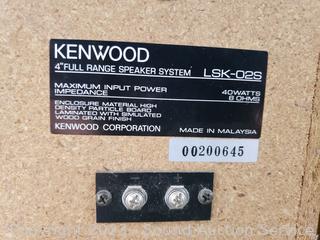 KENWOOD
4" FULL RANGE SPEAKER SYSTEM LSK-02S
MAXIMUM INPUT POWER 40WATTS
IMPEDANCE 8 OHMS
ENCLOSURE MATERIAL HIGH
DENSITY PARTICLE BOARD
LAMINATED WITH SIMULATED
WOOD GRAIN FINISH
KENWOOD CORPORATION MADE IN MALAYSIA
00200645
- +
Copyright 2023 - Sound Auction Service